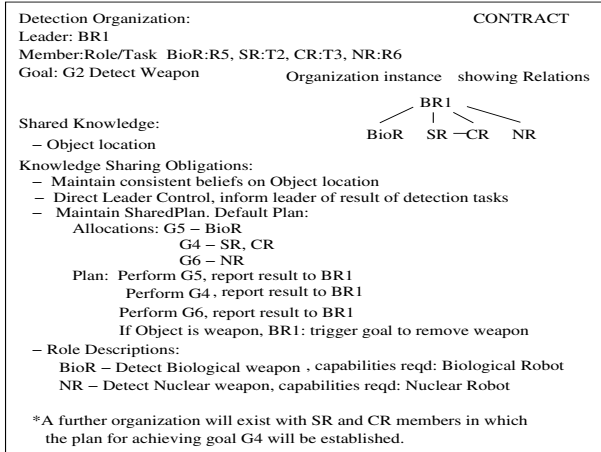 Detection Organization: CONTRACT
Leader: BR1
Member:Role/Task BioR:R5, SR:T2, CR:T3, NR:R6
Goal: G2 Detect Weapon
Organization instance showing Relations
BR1
BioR SR CR NR
Shared Knowledge:
– Object location
Knowledge Sharing Obligations:
– Maintain consistent beliefs on Object location
– Direct Leader Control, inform leader of result of detection tasks
– Maintain SharedPlan. Default Plan:
Allocations: G5 – BioR
G4 – SR, CR
G6 – NR
Plan: Perform G5, report result to BR1
Perform G4, report result to BR1
Perform G6, report result to BR1
If Object is weapon, BR1: trigger goal to remove weapon
– Role Descriptions:
BioR – Detect Biological weapon , capabilities reqd: Biological Robot
NR – Detect Nuclear weapon, capabilities reqd: Nuclear Robot
*A further organization will exist with SR and CR members in which
the plan for achieving goal G4 will be established.